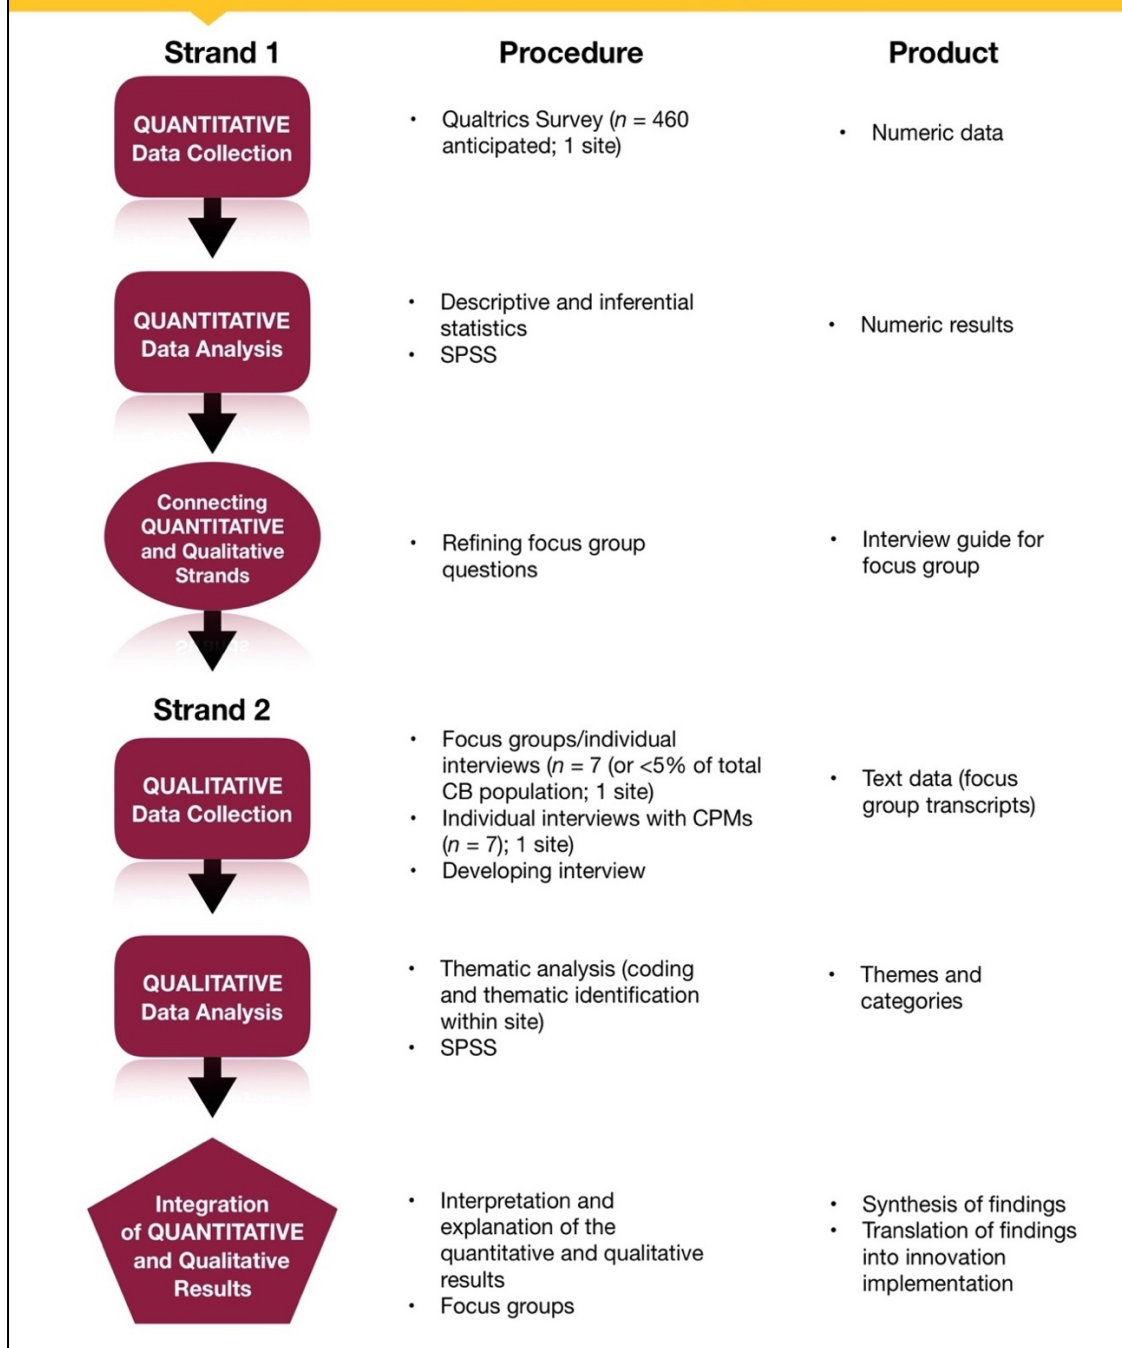 Strand 1
Procedure
Product
QUANTITATIVE
Data Collection
• Qualtrics Survey (n = 460
anticipated; 1 site)
• Numeric data
QUANTITATIVE
Data Analysis
• Descriptive and inferential
statistics
• SPSS
• Numeric results
Connecting
QUANTITATIVE
and Qualitative
Strands
• Refining focus group
questions
• Interview guide for
focus group
Strand 2
QUALITATIVE
Data Collection
• Focus groups/individual
interviews (n = 7 (or <5% of total
CB population; 1 site)
• Individual interviews with CPMs
(n = 7); 1 site)
• Developing interview
• Text data (focus
group transcripts)
QUALITATIVE
Data Analysis
• Thematic analysis (coding
and thematic identification
within site)
• SPSS
• Themes and
categories
Integration
of QUANTITATIVE
and Qualitative
Results
• Interpretation and
explanation of the
quantitative and qualitative
results
• Focus groups
• Synthesis of findings
• Translation of findings
into innovation
implementation